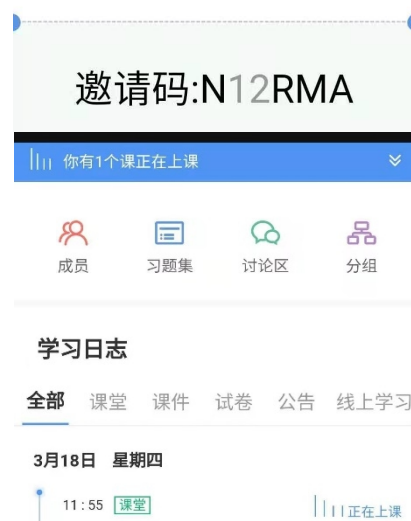 邀请码:N12RMA
你有1个课正在上课
成员 习题集 讨论区 分组
学习日志
全部 课堂 课件 试卷 公告 线上学习
3月18日 星期四
11:55 课堂 正在上课